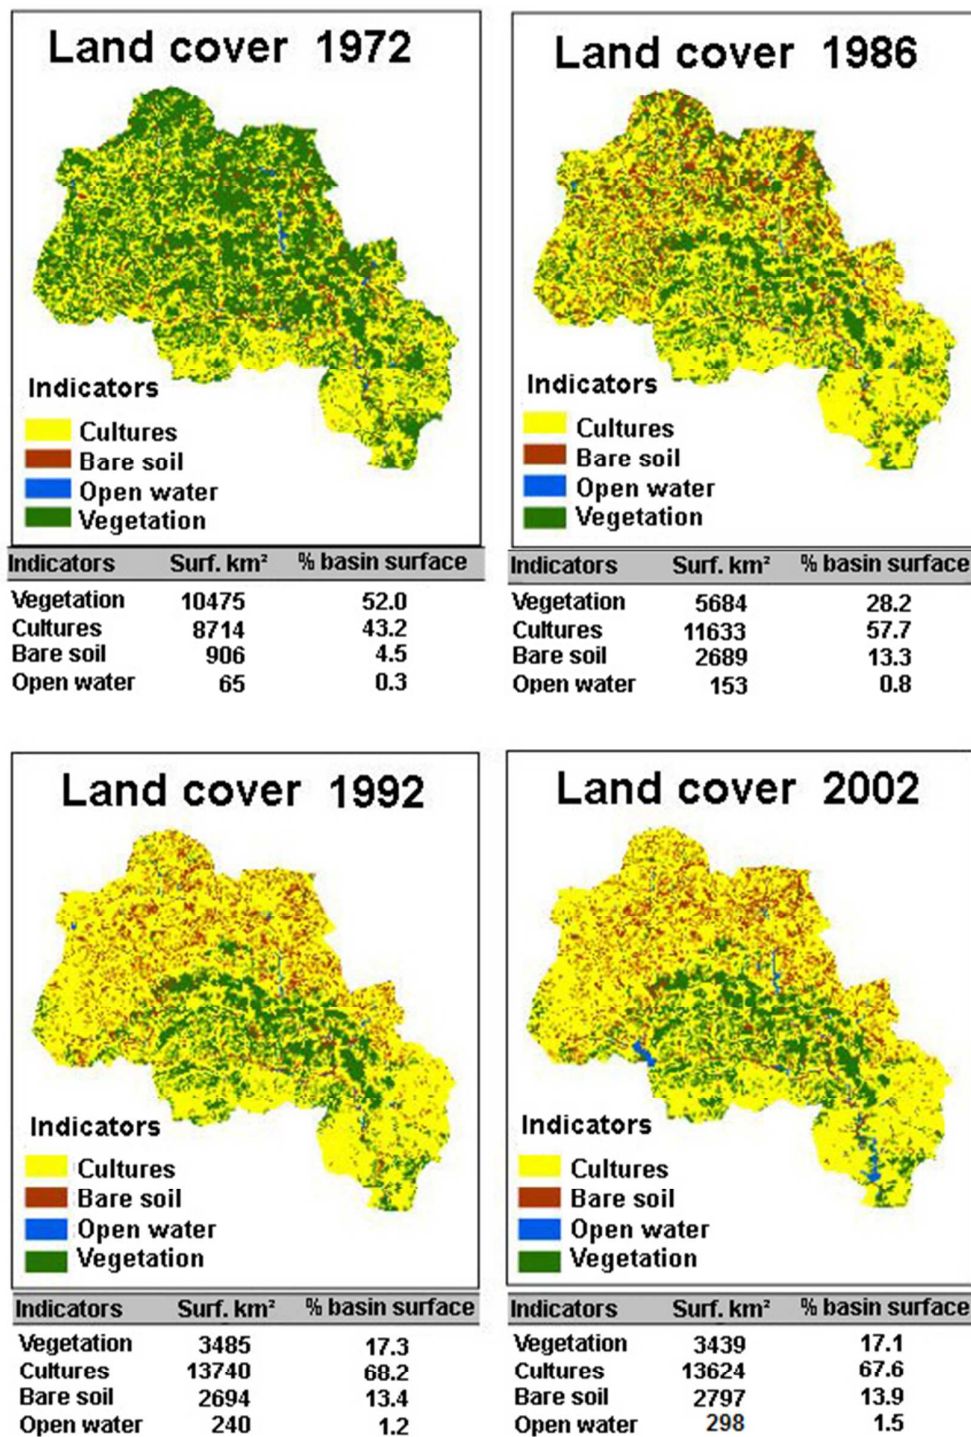 Land cover 1972
Indicators
Cultures
Bare soil
Open water
Vegetation
Indicators Surf. km² % basin surface
Vegetation 10475 52.0
Cultures 8714 43.2
Bare soil 906 4.5
Open water 65 0.3
Land cover 1986
Indicators
Cultures
Bare soil
Open water
Vegetation
Indicators Surf. km² % basin surface
Vegetation 5684 28.2
Cultures 11633 57.7
Bare soil 2689 13.3
Open water 153 0.8
Land cover 1992
Indicators
Cultures
Bare soil
Open water
Vegetation
Indicators Surf. km² % basin surface
Vegetation 3485 17.3
Cultures 13740 68.2
Bare soil 2694 13.4
Open water 240 1.2
Land cover 2002
Indicators
Cultures
Bare soil
Open water
Vegetation
Indicators Surf. km² % basin surface
Vegetation 3439 17.1
Cultures 13624 67.6
Bare soil 2797 13.9
Open water 298 1.5